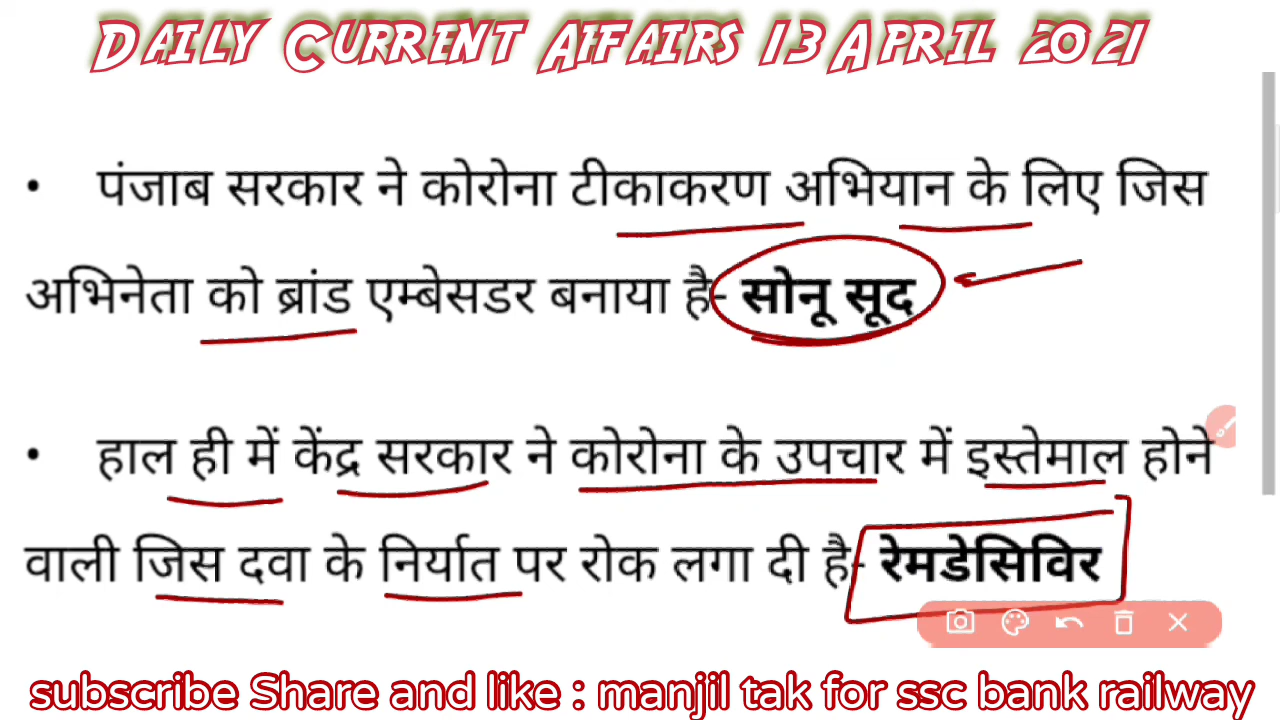 DAILY CURRENT AFFAIRS 13 APRIL 2021
• पंजाब सरकार ने कोरोना टीकाकरण अभियान के लिए जिस
अभिनेता को ब्रांड एम्बेसडर बनाया है- सोनू सूद
• हाल ही में केंद्र सरकार ने कोरोना के उपचार में इस्तेमाल होने
वाली जिस दवा के निर्यात पर रोक लगा दी है- रेमडेसिविर
subscribe Share and like : manjil tak for ssc bank railway